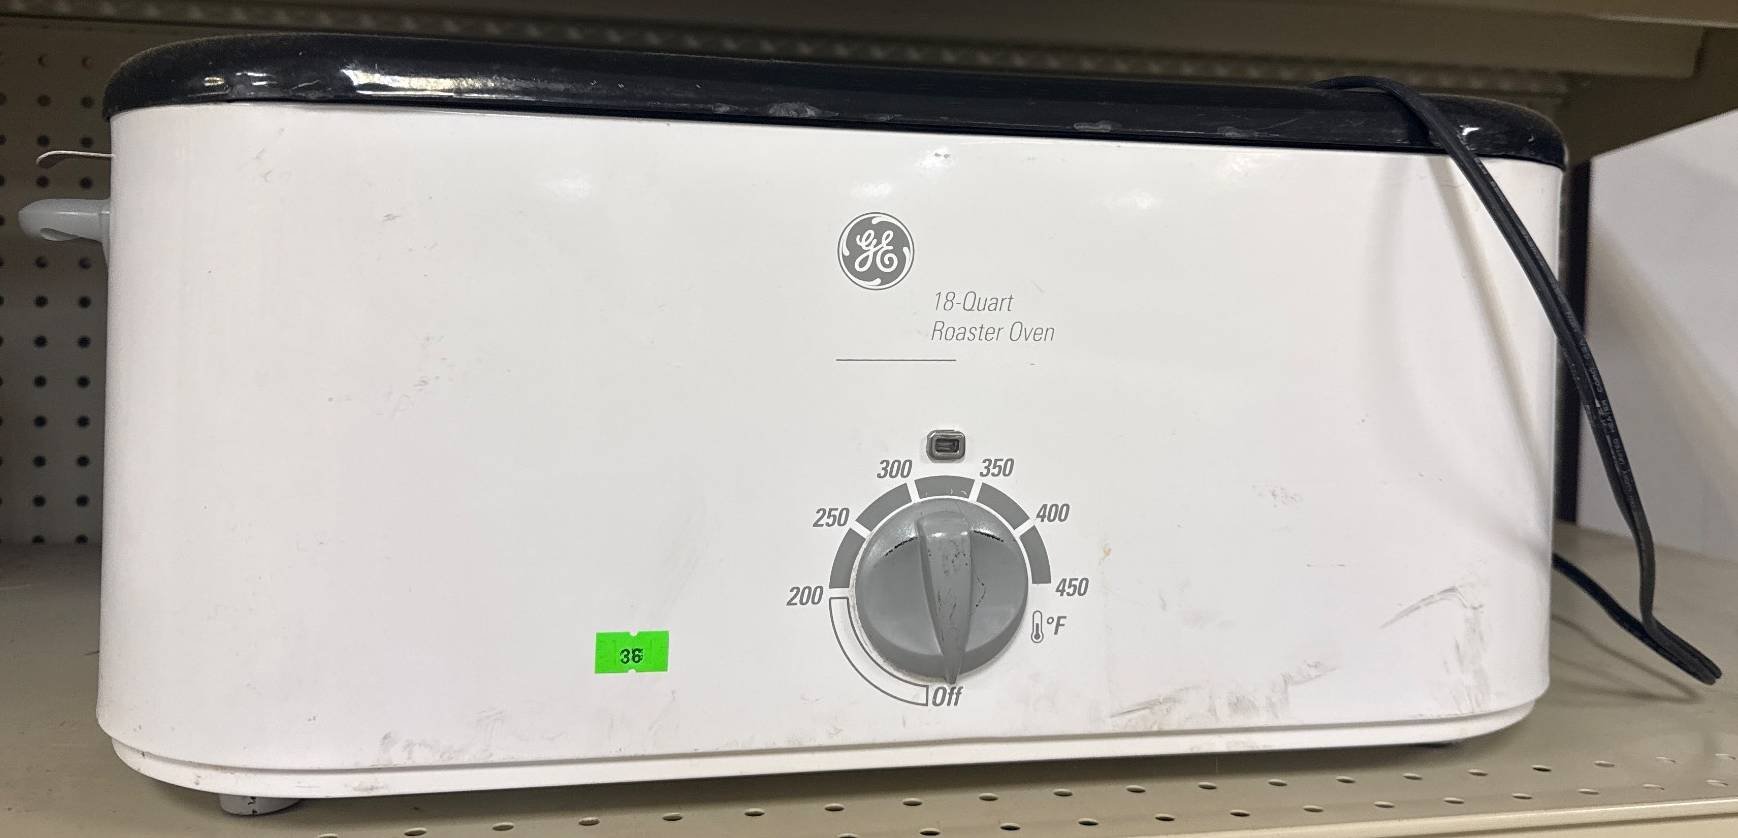 GE
18-Quart
Roaster Oven
300
350
250
400
200
450
°F
Off
36